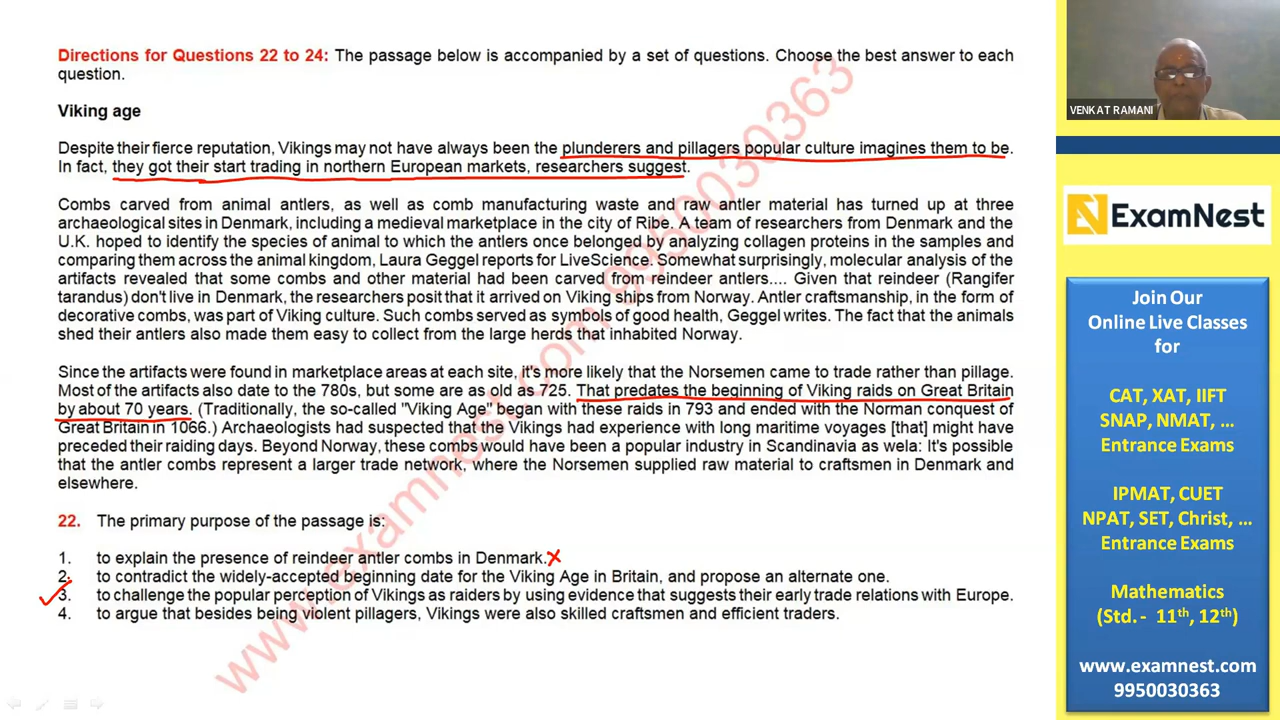 Directions for Questions 22 to 24: The passage below is accompanied by a set of questions. Choose the best answer to each
question.
Viking age
Despite their fierce reputation, Vikings may not have always been the plunderers and pillagers popular culture imagines them to be.
In fact, they got their start trading in northern European markets, researchers suggest.
Combs carved from animal antlers, as well as comb manufacturing waste and raw antler material has turned up at three
archaeological sites in Denmark, including a medieval marketplace in the city of Ribe. A team of researchers from Denmark and the
U.K. hoped to identify the species of animal to which the antlers once belonged by analyzing collagen proteins in the samples and
comparing them across the animal kingdom, Laura Geggel reports for LiveScience. Somewhat surprisingly, molecular analysis of the
artifacts revealed that some combs and other material had been carved from reindeer antlers.... Given that reindeer (Rangifer
tarandus) don't live in Denmark, the researchers posit that it arrived on Viking ships from Norway. Antler craftsmanship, in the form of
decorative combs, was part of Viking culture. Such combs served as symbols of good health, Geggel writes. The fact that the animals
shed their antlers also made them easy to collect from the large herds that inhabited Norway.
Since the artifacts were found in marketplace areas at each site, it's more likely that the Norsemen came to trade rather than pillage.
Most of the artifacts also date to the 780s, but some are as old as 725. That predates the beginning of Viking raids on Great Britain
by about 70 years. (Traditionally, the so-called "Viking Age" began with these raids in 793 and ended with the Norman conquest of
Great Britain in 1066.) Archaeologists had suspected that the Vikings had experience with long maritime voyages [that] might have
preceded their raiding days. Beyond Norway, these combs would have been a popular industry in Scandinavia as wela: It's possible
that the antler combs represent a larger trade network, where the Norsemen supplied raw material to craftsmen in Denmark and
elsewhere.
22. The primary purpose of the passage is:
1. to explain the presence of reindeer antler combs in Denmark.
2. to contradict the widely-accepted beginning date for the Viking Age in Britain, and propose an alternate one.
3. to challenge the popular perception of Vikings as raiders by using evidence that suggests their early trade relations with Europe.
4. to argue that besides being violent pillagers, Vikings were also skilled craftsmen and efficient traders.
www.examnest.com 9950030363
VENKAT RAMANI
ExamNest
Join Our
Online Live Classes
for
CAT, XAT, IIFT
SNAP, NMAT, ...
Entrance Exams
IPMAT, CUET
NPAT, SET, Christ, ...
Entrance Exams
Mathematics
(Std. - 11th, 12th)
www.examnest.com
9950030363